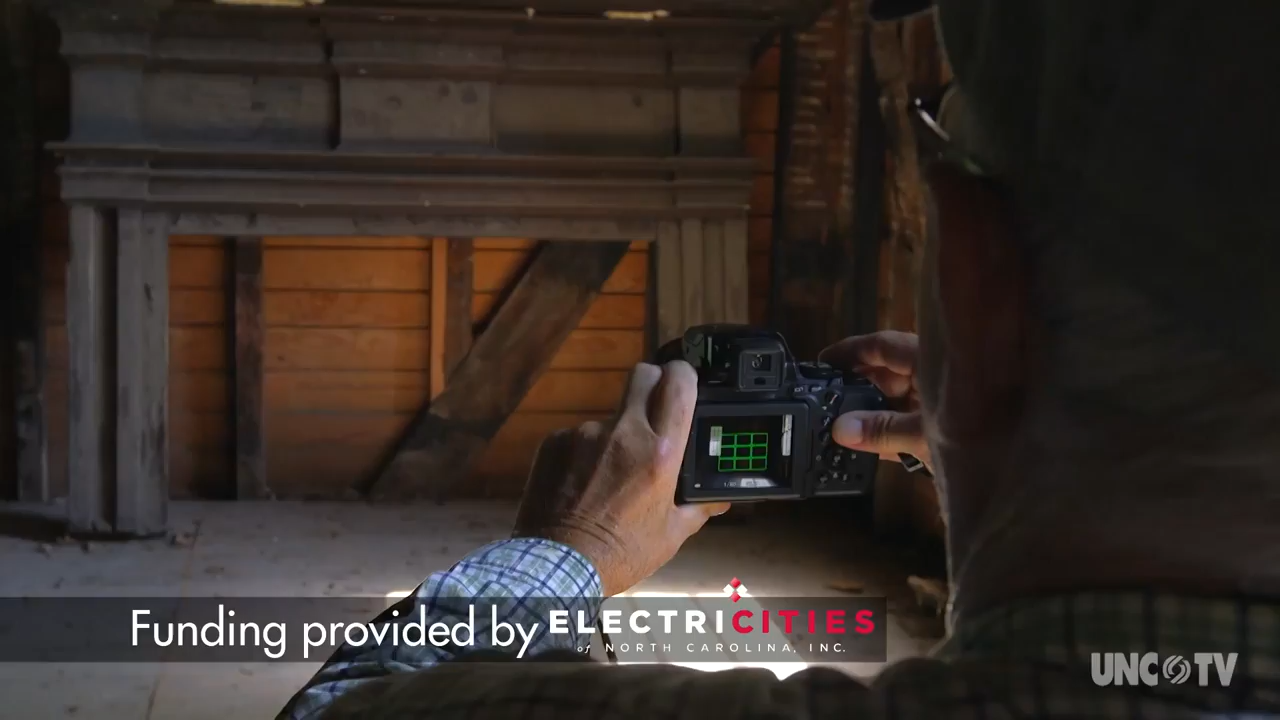 Funding provided by ELECTRICITIES
of NORTH CAROLINA, INC.
UNC TV